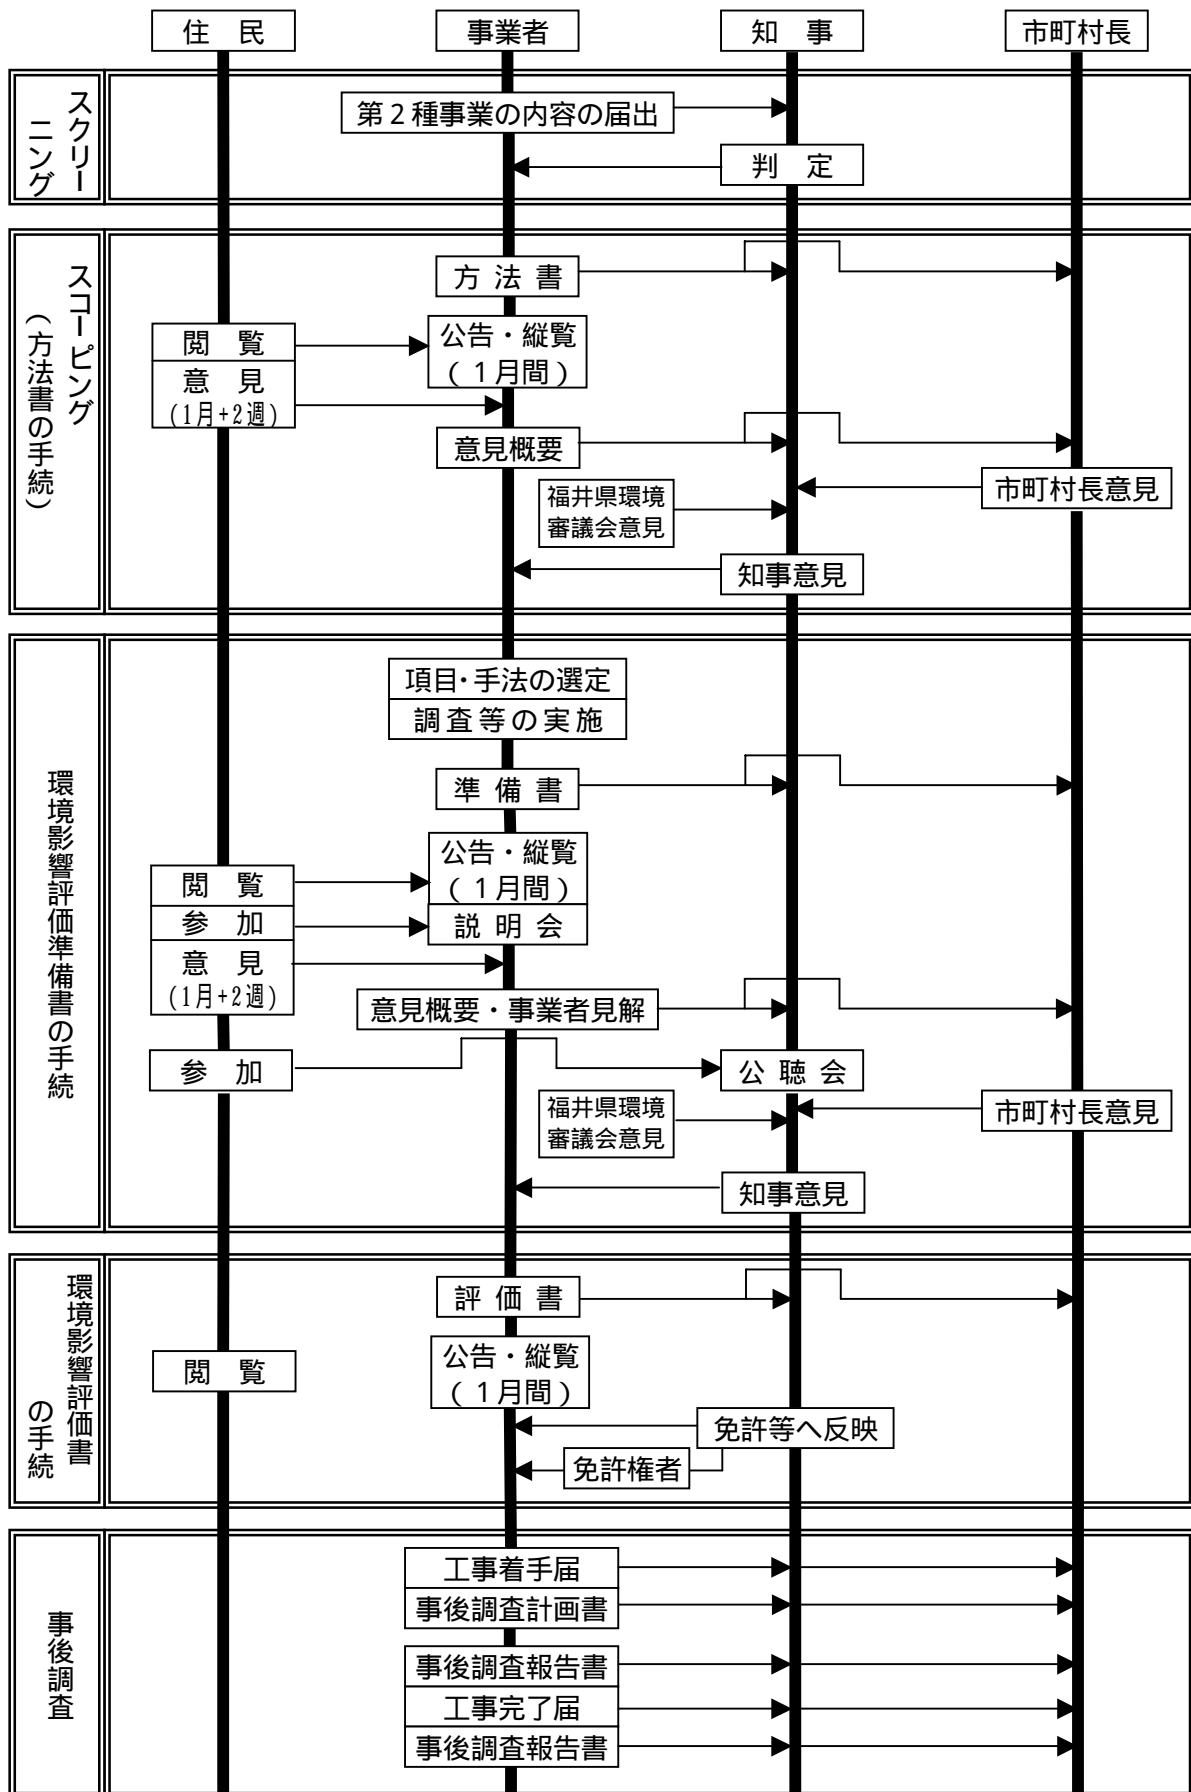 住　民
事業者
知　事
市町村長
スクリー
ニング
第２種事業の内容の届出
判　定
スコーピング
（方法書の手続）
方 法 書
閲　覧
公告・縦覧
（１月間）
意　見
(1月+2週)
意見概要
福井県環境
審議会意見
市町村長意見
知事意見
環境影響評価準備書の手続
項目・手法の選定
調査等の実施
準 備 書
公告・縦覧
（１月間）
閲　覧
参　加
説 明 会
意　見
(1月+2週)
意見概要・事業者見解
参　加
公 聴 会
福井県環境
審議会意見
市町村長意見
知事意見
環境影響評価書
の手続
評 価 書
閲　覧
公告・縦覧
（１月間）
免許等へ反映
免許権者
事後調査
工事着手届
事後調査計画書
事後調査報告書
工事完了届
事後調査報告書